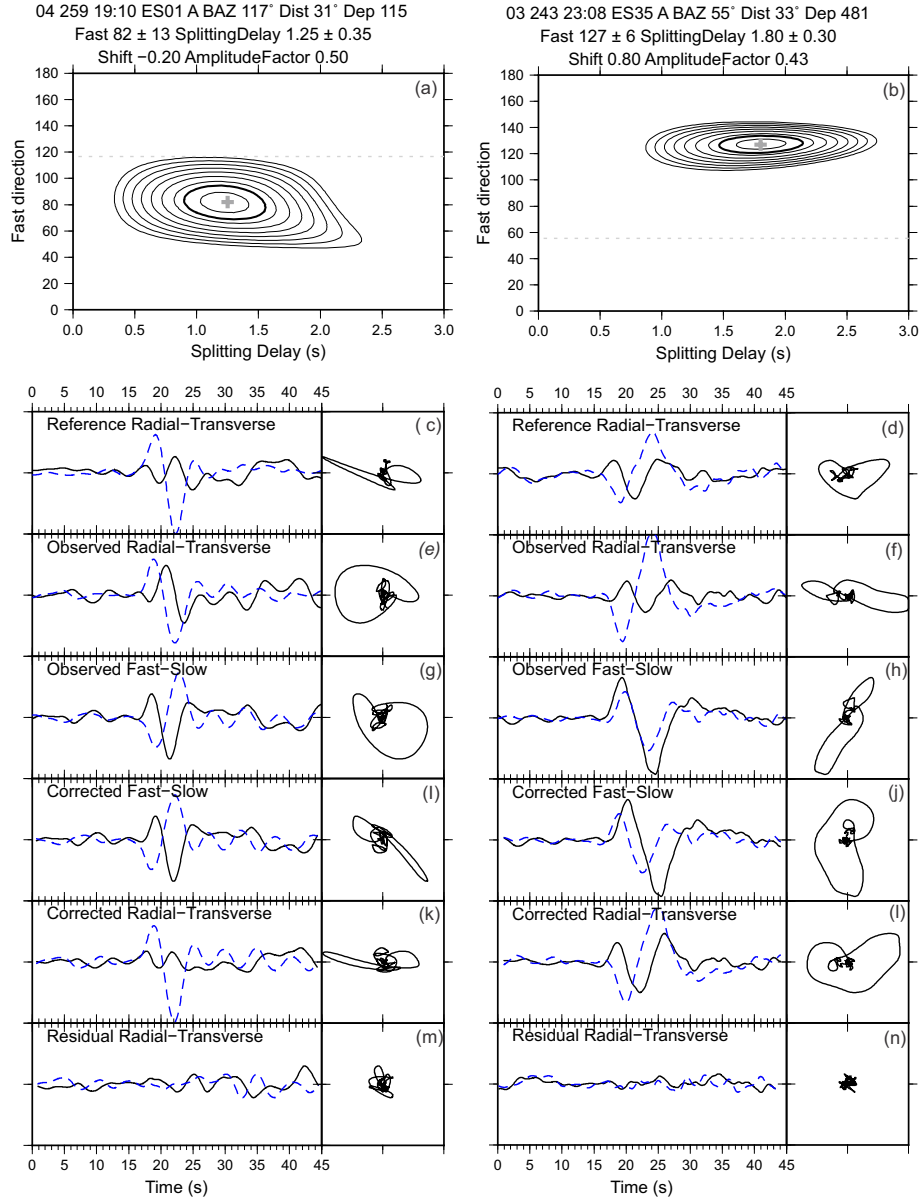 04 259 19:10 ES01 A BAZ 117° Dist 31° Dep 115
Fast 82 ± 13 SplittingDelay 1.25 ± 0.35
Shift −0.20 AmplitudeFactor 0.50
(a)
180
160
140
120
100
80
60
40
20
0
Fast direction
0.0 0.5 1.0 1.5 2.0 2.5 3.0
Splitting Delay (s)
03 243 23:08 ES35 A BAZ 55° Dist 33° Dep 481
Fast 127 ± 6 SplittingDelay 1.80 ± 0.30
Shift 0.80 AmplitudeFactor 0.43
(b)
180
160
140
120
100
80
60
40
20
0
Fast direction
0.0 0.5 1.0 1.5 2.0 2.5 3.0
Splitting Delay (s)
0 5 10 15 20 25 30 35 40 45
Reference Radial−Transverse
( c)
Observed Radial−Transverse
(e)
Observed Fast−Slow
(g)
Corrected Fast−Slow
(I)
Corrected Radial−Transverse
(k)
Residual Radial−Transverse
(m)
0 5 10 15 20 25 30 35 40 45
Time (s)
0 5 10 15 20 25 30 35 40 45
Reference Radial−Transverse
(d)
Observed Radial−Transverse
(f)
Observed Fast−Slow
(h)
Corrected Fast−Slow
(j)
Corrected Radial−Transverse
(l)
Residual Radial−Transverse
(n)
0 5 10 15 20 25 30 35 40 45
Time (s)